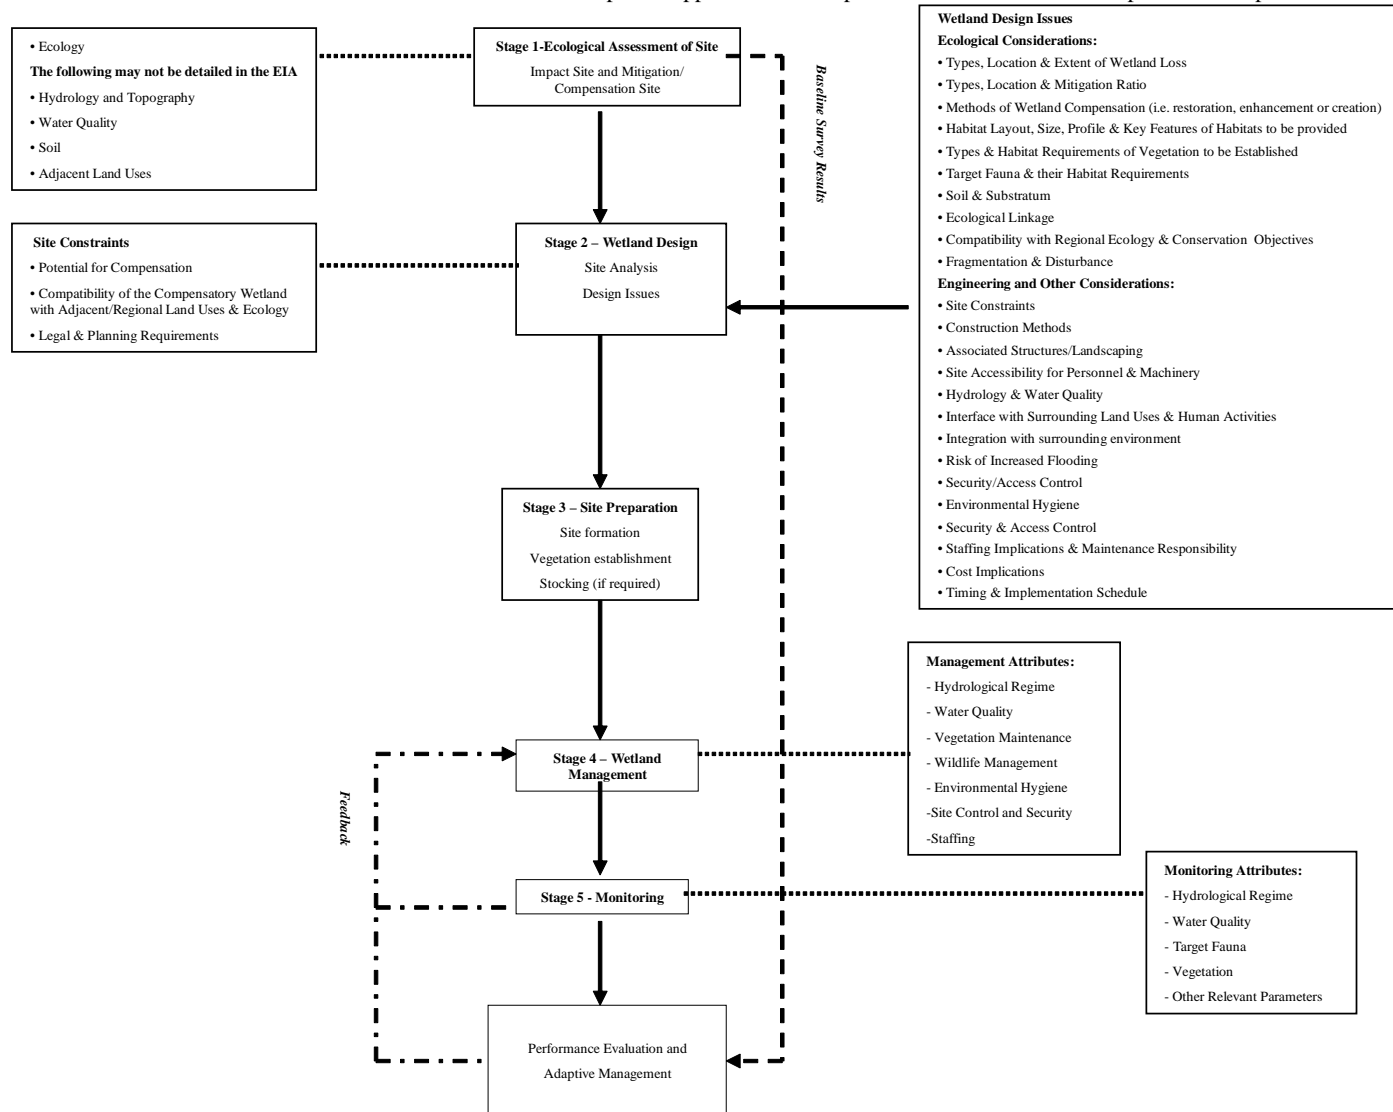 • Ecology
The following may not be detailed in the EIA
• Hydrology and Topography
• Water Quality
• Soil
• Adjacent Land Uses
Stage 1-Ecological Assessment of Site
Impact Site and Mitigation/
Compensation Site
Baseline Survey Results
Wetland Design Issues
Ecological Considerations:
• Types, Location & Extent of Wetland Loss
• Types, Location & Mitigation Ratio
• Methods of Wetland Compensation (i.e. restoration, enhancement or creation)
• Habitat Layout, Size, Profile & Key Features of Habitats to be provided
• Types & Habitat Requirements of Vegetation to be Established
• Target Fauna & their Habitat Requirements
• Soil & Substratum
• Ecological Linkage
• Compatibility with Regional Ecology & Conservation Objectives
• Fragmentation & Disturbance
Engineering and Other Considerations:
• Site Constraints
• Construction Methods
• Associated Structures/Landscaping
• Site Accessibility for Personnel & Machinery
• Hydrology & Water Quality
• Interface with Surrounding Land Uses & Human Activities
• Integration with surrounding environment
• Risk of Increased Flooding
• Security/Access Control
• Environmental Hygiene
• Security & Access Control
• Staffing Implications & Maintenance Responsibility
• Cost Implications
• Timing & Implementation Schedule
Site Constraints
• Potential for Compensation
• Compatibility of the Compensatory Wetland
with Adjacent/Regional Land Uses & Ecology
• Legal & Planning Requirements
Stage 2 – Wetland Design
Site Analysis
Design Issues
Stage 3 – Site Preparation
Site formation
Vegetation establishment
Stocking (if required)
Management Attributes:
- Hydrological Regime
- Water Quality
- Vegetation Maintenance
- Wildlife Management
- Environmental Hygiene
-Site Control and Security
-Staffing
Stage 4 – Wetland
Management
Feedback
Stage 5 - Monitoring
Monitoring Attributes:
- Hydrological Regime
- Water Quality
- Target Fauna
- Vegetation
- Other Relevant Parameters
Performance Evaluation and
Adaptive Management